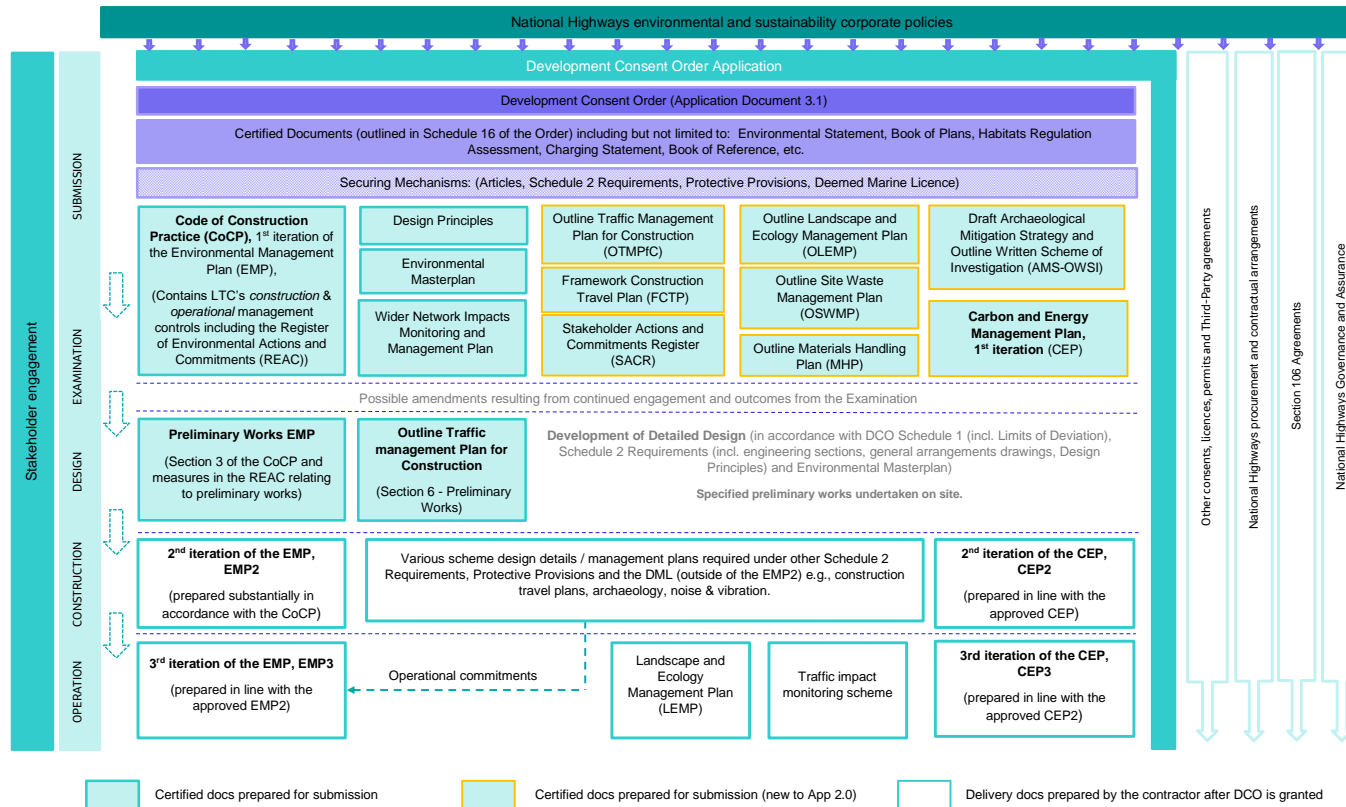 National Highways environmental and sustainability corporate policies
Development Consent Order Application
Development Consent Order (Application Document 3.1)
Certified Documents (outlined in Schedule 16 of the Order) including but not limited to: Environmental Statement, Book of Plans, Habitats Regulation
Assessment, Charging Statement, Book of Reference, etc.
Securing Mechanisms: (Articles, Schedule 2 Requirements, Protective Provisions, Deemed Marine Licence)
Stakeholder engagement
SUBMISSION
EXAMINATION
DESIGN
CONSTRUCTION
OPERATION
Code of Construction
Practice (CoCP), 1st iteration of
the Environmental Management
Plan (EMP),
(Contains LTC's construction &
operational management
controls including the Register
of Environmental Actions and
Commitments (REAC))
Design Principles
Environmental
Masterplan
Wider Network Impacts
Monitoring and
Management Plan
Outline Traffic Management
Plan for Construction
(OTMPfC)
Framework Construction
Travel Plan (FCTP)
Stakeholder Actions and
Commitments Register
(SACR)
Outline Landscape and
Ecology Management Plan
(OLEMP)
Outline Site Waste
Management Plan
(OSWMP)
Outline Materials Handling
Plan (MHP)
Draft Archaeological
Mitigation Strategy and
Outline Written Scheme of
Investigation (AMS-OWSI)
Carbon and Energy
Management Plan,
1st iteration (CEP)
Possible amendments resulting from continued engagement and outcomes from the Examination
Preliminary Works EMP
(Section 3 of the CoCP and
measures in the REAC relating
to preliminary works)
Outline Traffic
management Plan for
Construction
(Section 6 - Preliminary
Works)
Development of Detailed Design (in accordance with DCO Schedule 1 (incl. Limits of Deviation),
Schedule 2 Requirements (incl. engineering sections, general arrangements drawings, Design
Principles) and Environmental Masterplan)
Specified preliminary works undertaken on site.
2nd iteration of the EMP,
EMP2
(prepared substantially in
accordance with the CoCP)
Various scheme design details / management plans required under other Schedule 2
Requirements, Protective Provisions and the DML (outside of the EMP2) e.g., construction
travel plans, archaeology, noise & vibration.
2nd iteration of the CEP,
CEP2
(prepared in line with the
approved CEP)
3rd iteration of the EMP, EMP3
(prepared in line with the
approved EMP2)
Operational commitments
Landscape and
Ecology
Management Plan
(LEMP)
Traffic impact
monitoring scheme
3rd iteration of the CEP,
CEP3
(prepared in line with the
approved CEP2)
Other consents, licences, permits and Third-Party agreements
National Highways procurement and contractual arrangements
Section 106 Agreements
National Highways Governance and Assurance
Certified docs prepared for submission
Certified docs prepared for submission (new to App 2.0)
Delivery docs prepared by the contractor after DCO is granted